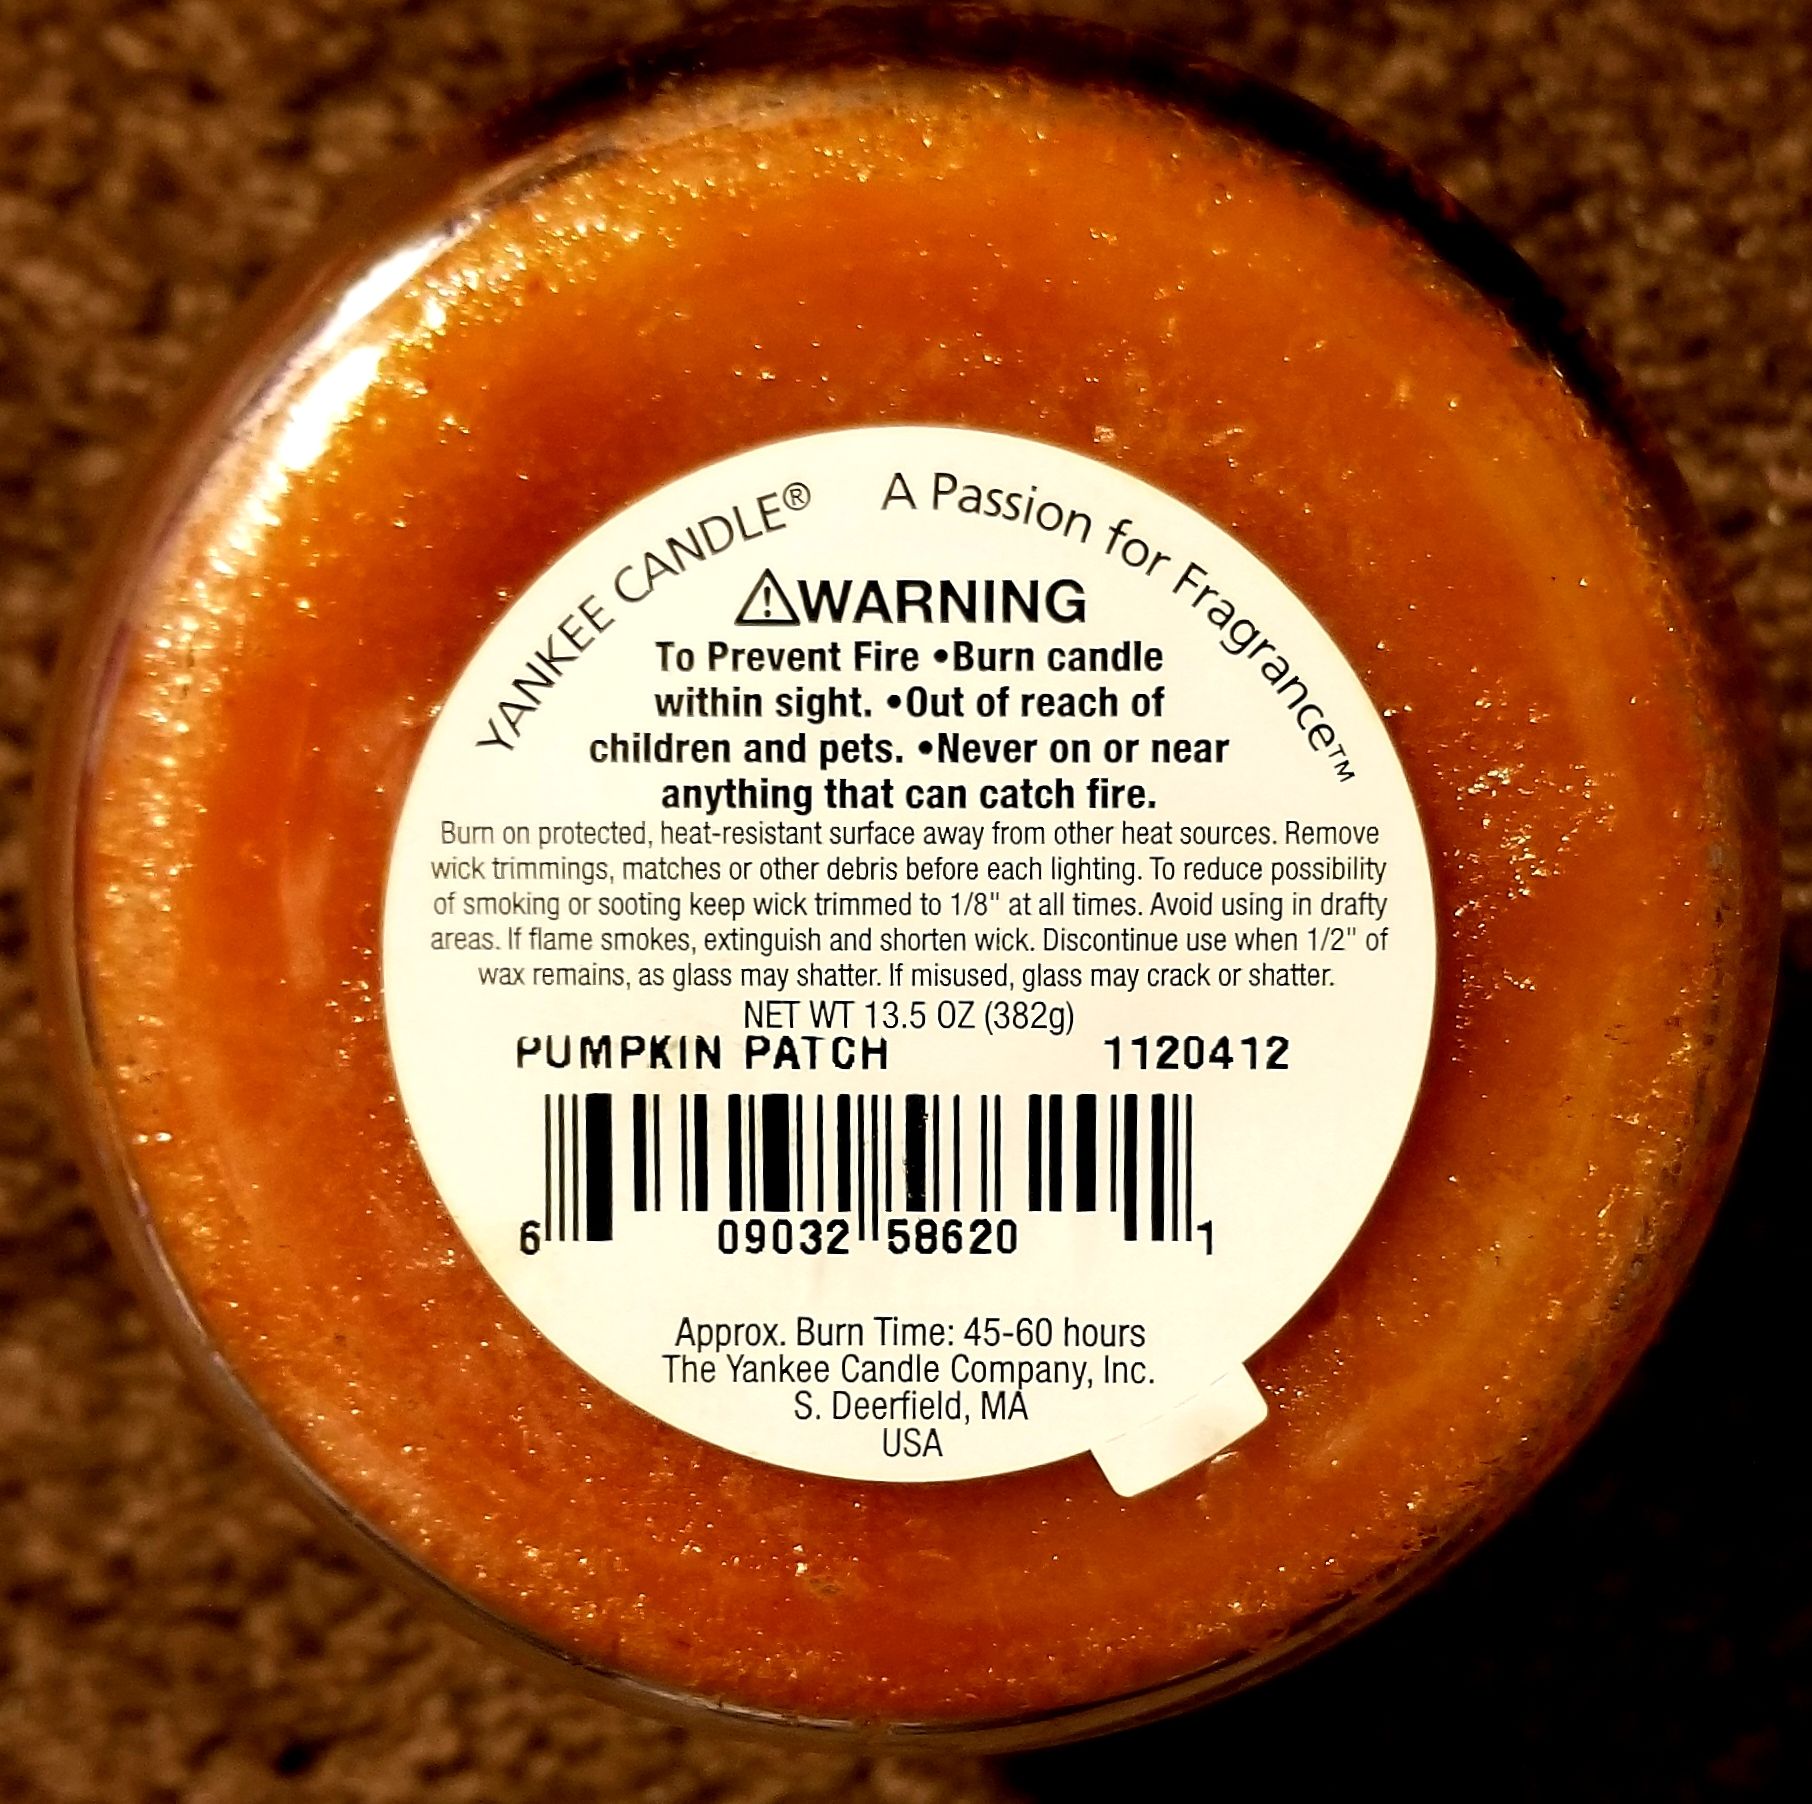 YANKEE CANDLE® A Passion for Fragrance™
⚠WARNING
To Prevent Fire •Burn candle
within sight. •Out of reach of
children and pets. •Never on or near
anything that can catch fire.
Burn on protected, heat-resistant surface away from other heat sources. Remove
wick trimmings, matches or other debris before each lighting. To reduce possibility
of smoking or sooting keep wick trimmed to 1/8" at all times. Avoid using in drafty
areas. If flame smokes, extinguish and shorten wick. Discontinue use when 1/2" of
wax remains, as glass may shatter. If misused, glass may crack or shatter.
NET WT 13.5 OZ (382g)
PUMPKIN PATCH 1120412
6 09032 58620 1
Approx. Burn Time: 45-60 hours
The Yankee Candle Company, Inc.
S. Deerfield, MA
USA